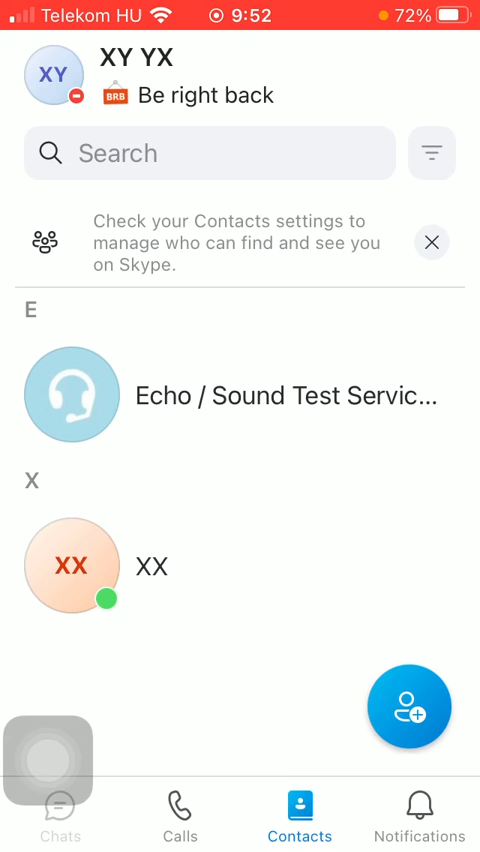 Telekom HU 9:52 72%
XY
XY YX
BRB Be right back
Search
Check your Contacts settings to
manage who can find and see you
on Skype.
E
Echo / Sound Test Servic...
X
XX
XX
Chats Calls Contacts Notifications